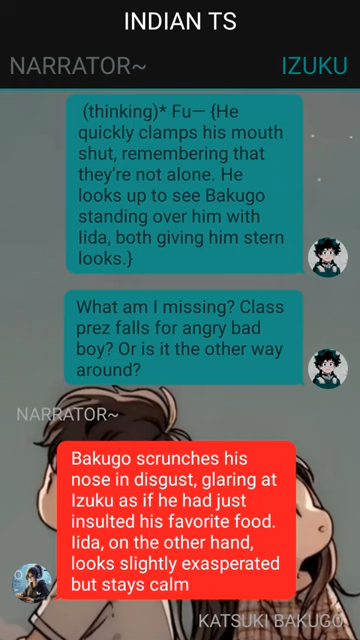 INDIAN TS
NARRATOR~ IZUKU
(thinking)* Fu— {He
quickly clamps his mouth
shut, remembering that
they're not alone. He
looks up to see Bakugo
standing over him with
Iida, both giving him stern
looks.}
What am I missing? Class
prez falls for angry bad
boy? Or is it the other way
around?
NARRATOR~
Bakugo scrunches his
nose in disgust, glaring at
Izuku as if he had just
insulted his favorite food.
Iida, on the other hand,
looks slightly exasperated
but stays calm
KATSUKI BAKUGO